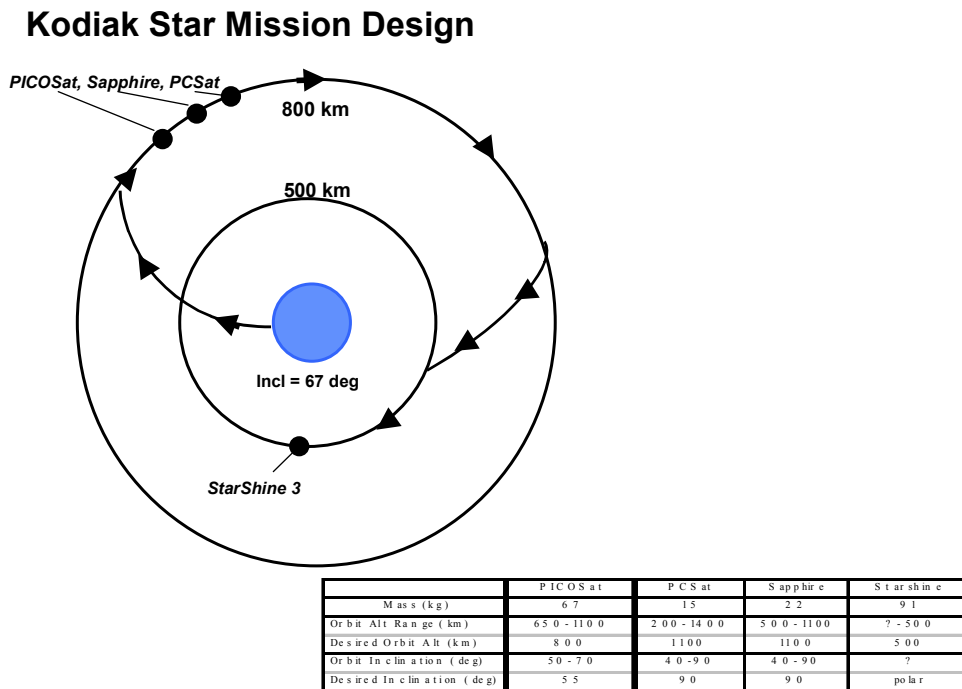 Kodiak Star Mission Design
PICOSat, Sapphire, PCSat
800 km
500 km
Incl = 67 deg
StarShine 3
PICOSat PCSat Sapphire Starshine
Mass (kg) 67 15 22 91
Orbit Alt Range (km) 650-1100 200-1400 500-1100 ?-500
Desired Orbit Alt (km) 800 1100 1100 500
Orbit Inclination (deg) 50-70 40-90 40-90 ?
Desired Inclination (deg) 55 90 90 polar